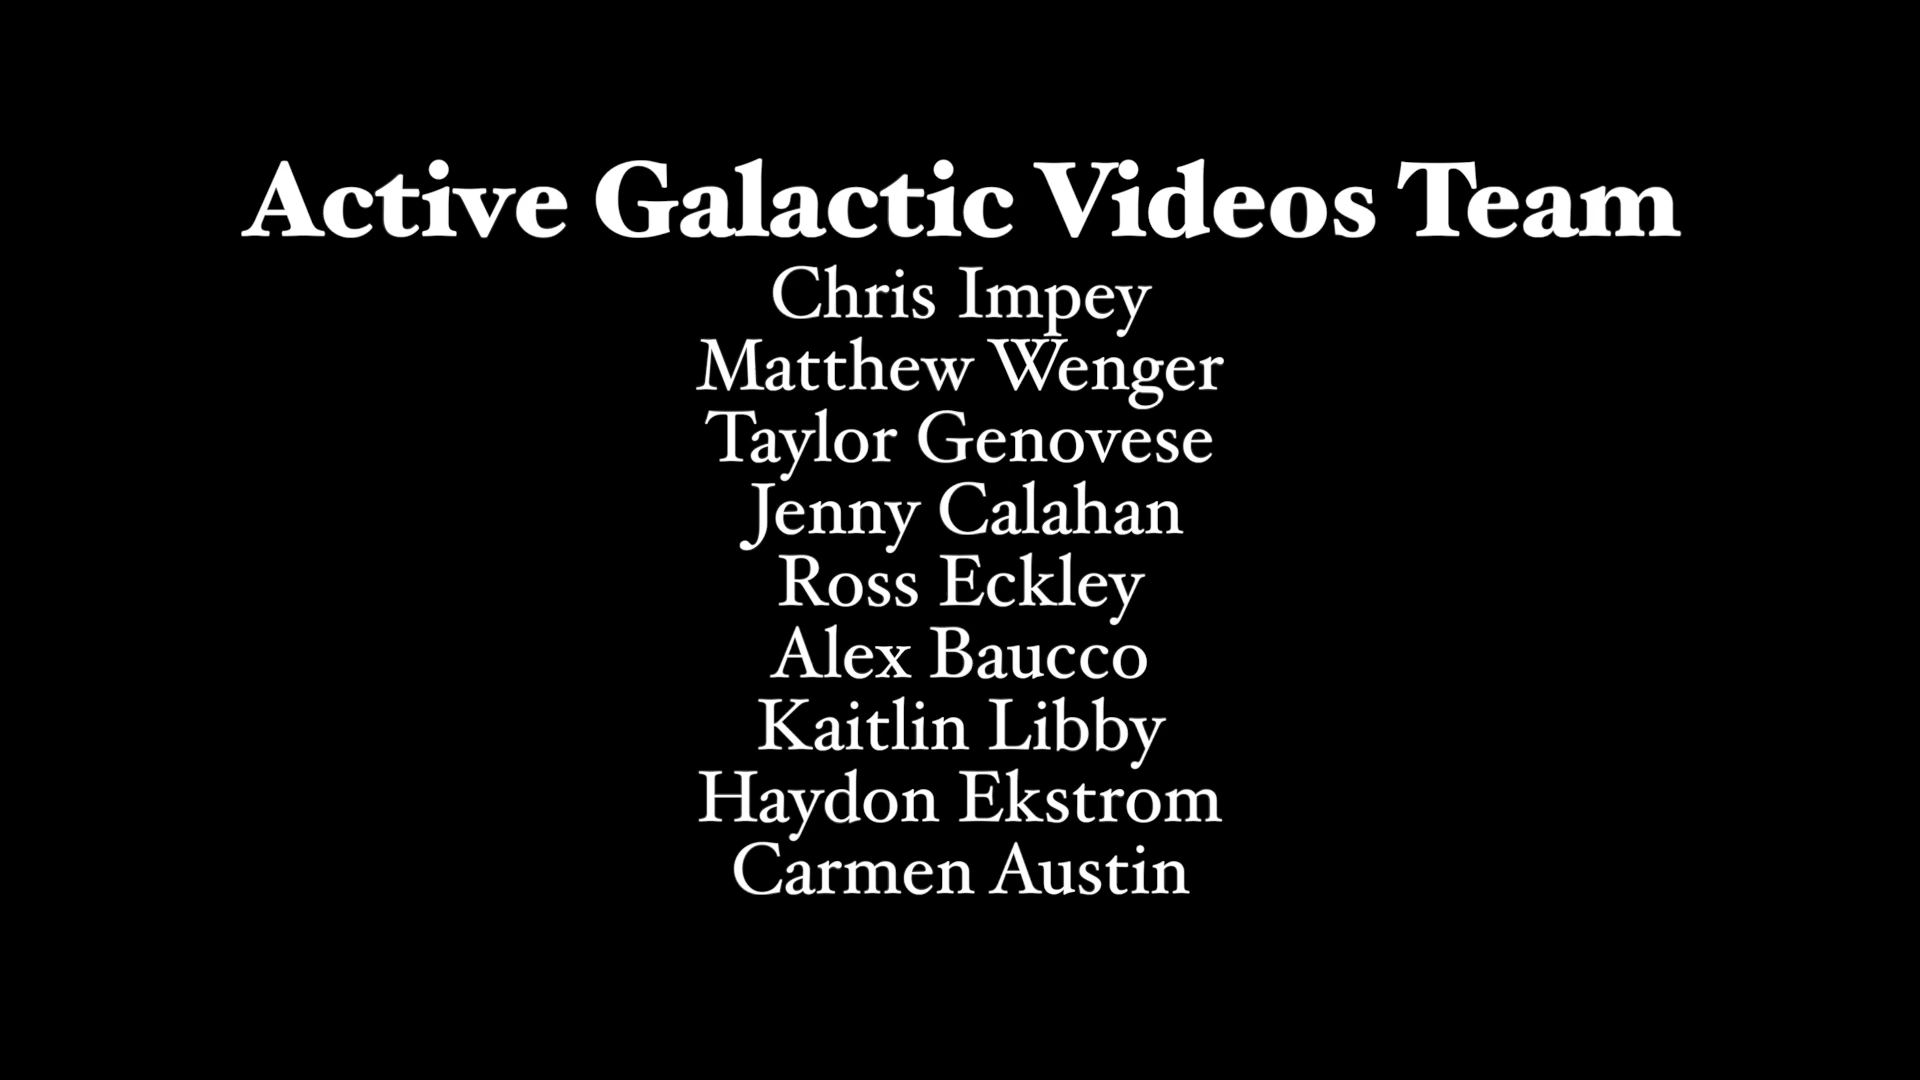 Active Galactic Videos Team
Chris Impey
Matthew Wenger
Taylor Genovese
Jenny Calahan
Ross Eckley
Alex Baucco
Kaitlin Libby
Haydon Ekstrom
Carmen Austin